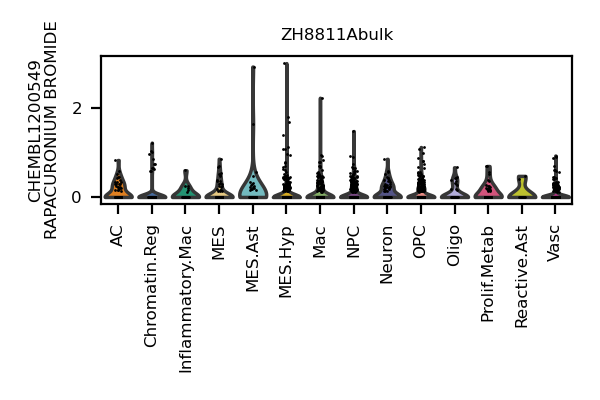 ZH8811Abulk
CHEMBL1200549
RAPACURONIUM BROMIDE
2
0
AC
Chromatin.Reg
Inflammatory.Mac
MES
MES.Ast
MES.Hyp
Mac
NPC
Neuron
OPC
Oligo
Prolif.Metab
Reactive.Ast
Vasc